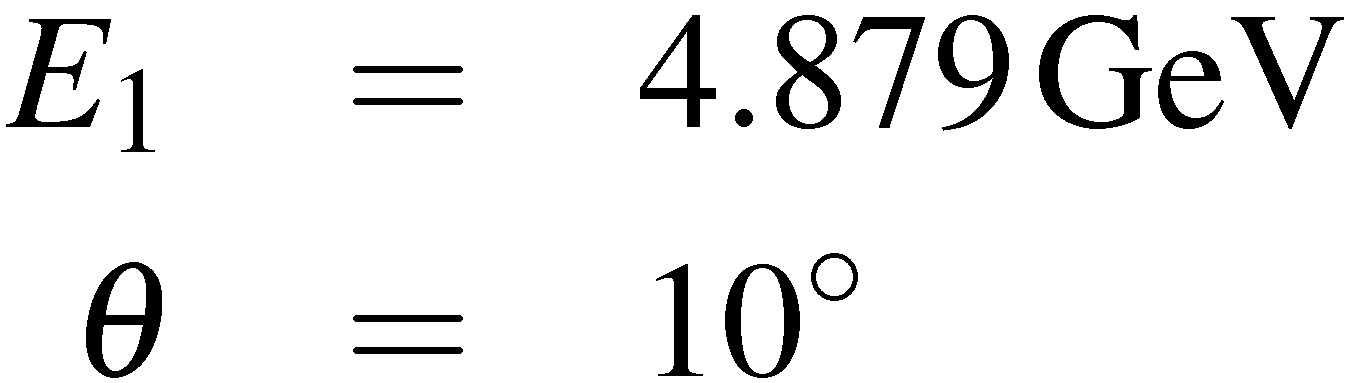 E₁ = 4.879 GeV
θ = 10°